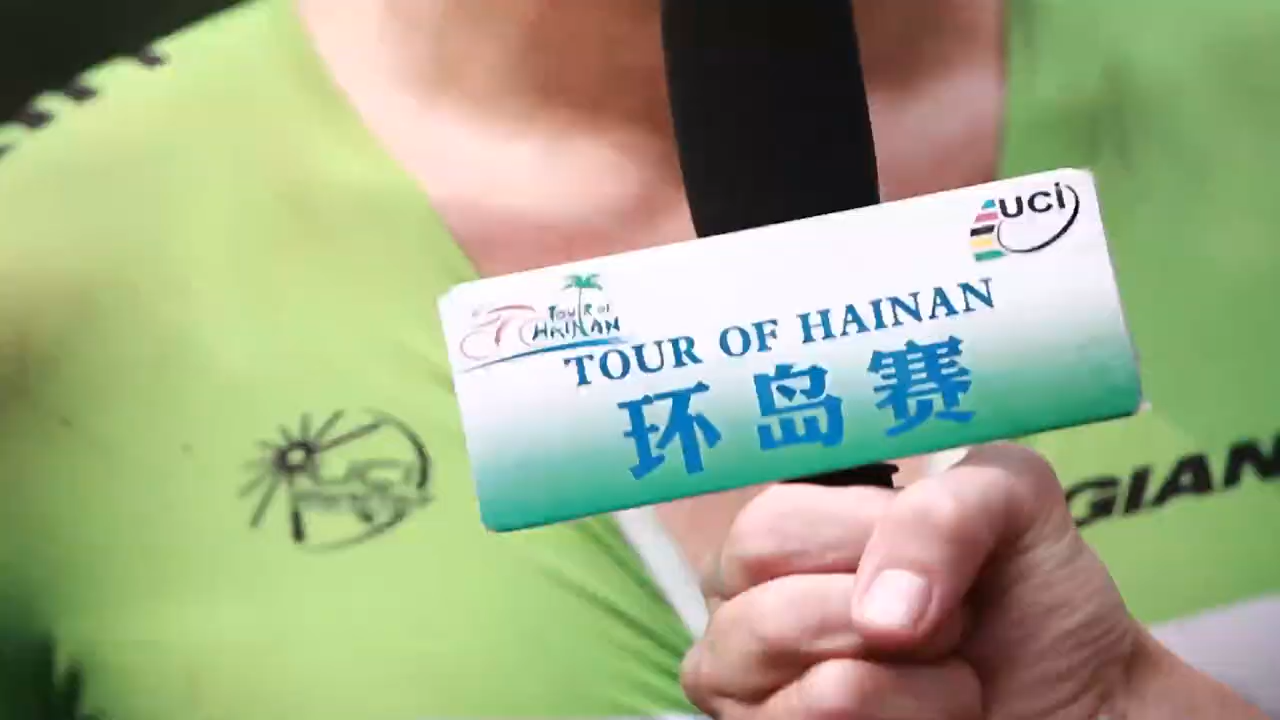 UCI
TOUR OF
HAINAN
TOUR OF HAINAN
环岛赛
GIAN